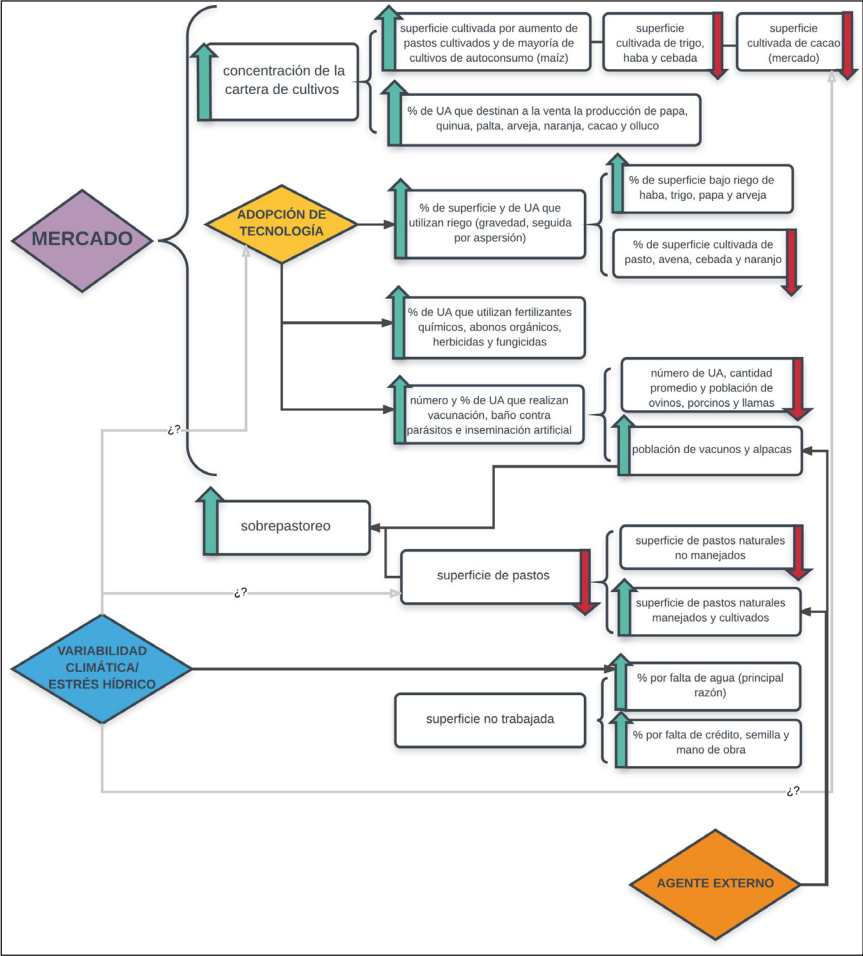 superficie cultivada por aumento de
pastos cultivados y de mayoría de
cultivos de autoconsumo (maíz)
superficie
cultivada de trigo,
haba y cebada
superficie
cultivada de cacao
(mercado)
concentración de la
cartera de cultivos
% de UA que destinan a la venta la producción de papa,
quinua, palta, arveja, naranja, cacao y olluco
MERCADO
ADOPCIÓN DE
TECNOLOGÍA
% de superficie y de UA que
utilizan riego (gravedad, seguida
por aspersión)
% de superficie bajo riego de
haba, trigo, papa y arveja
% de superficie cultivada de
pasto, avena, cebada y naranjo
% de UA que utilizan fertilizantes
químicos, abonos orgánicos,
herbicidas y fungicidas
número y % de UA que realizan
vacunación, baño contra
parásitos e inseminación artificial
número de UA, cantidad
promedio y población de
ovinos, porcinos y llamas
población de vacunos y alpacas
¿?
sobrepastoreo
superficie de pastos
superficie de pastos naturales
no manejados
superficie de pastos naturales
manejados y cultivados
¿?
VARIABILIDAD
CLIMÁTICA/
ESTRÉS HÍDRICO
superficie no trabajada
% por falta de agua (principal
razón)
% por falta de crédito, semilla y
mano de obra
¿?
AGENTE EXTERNO